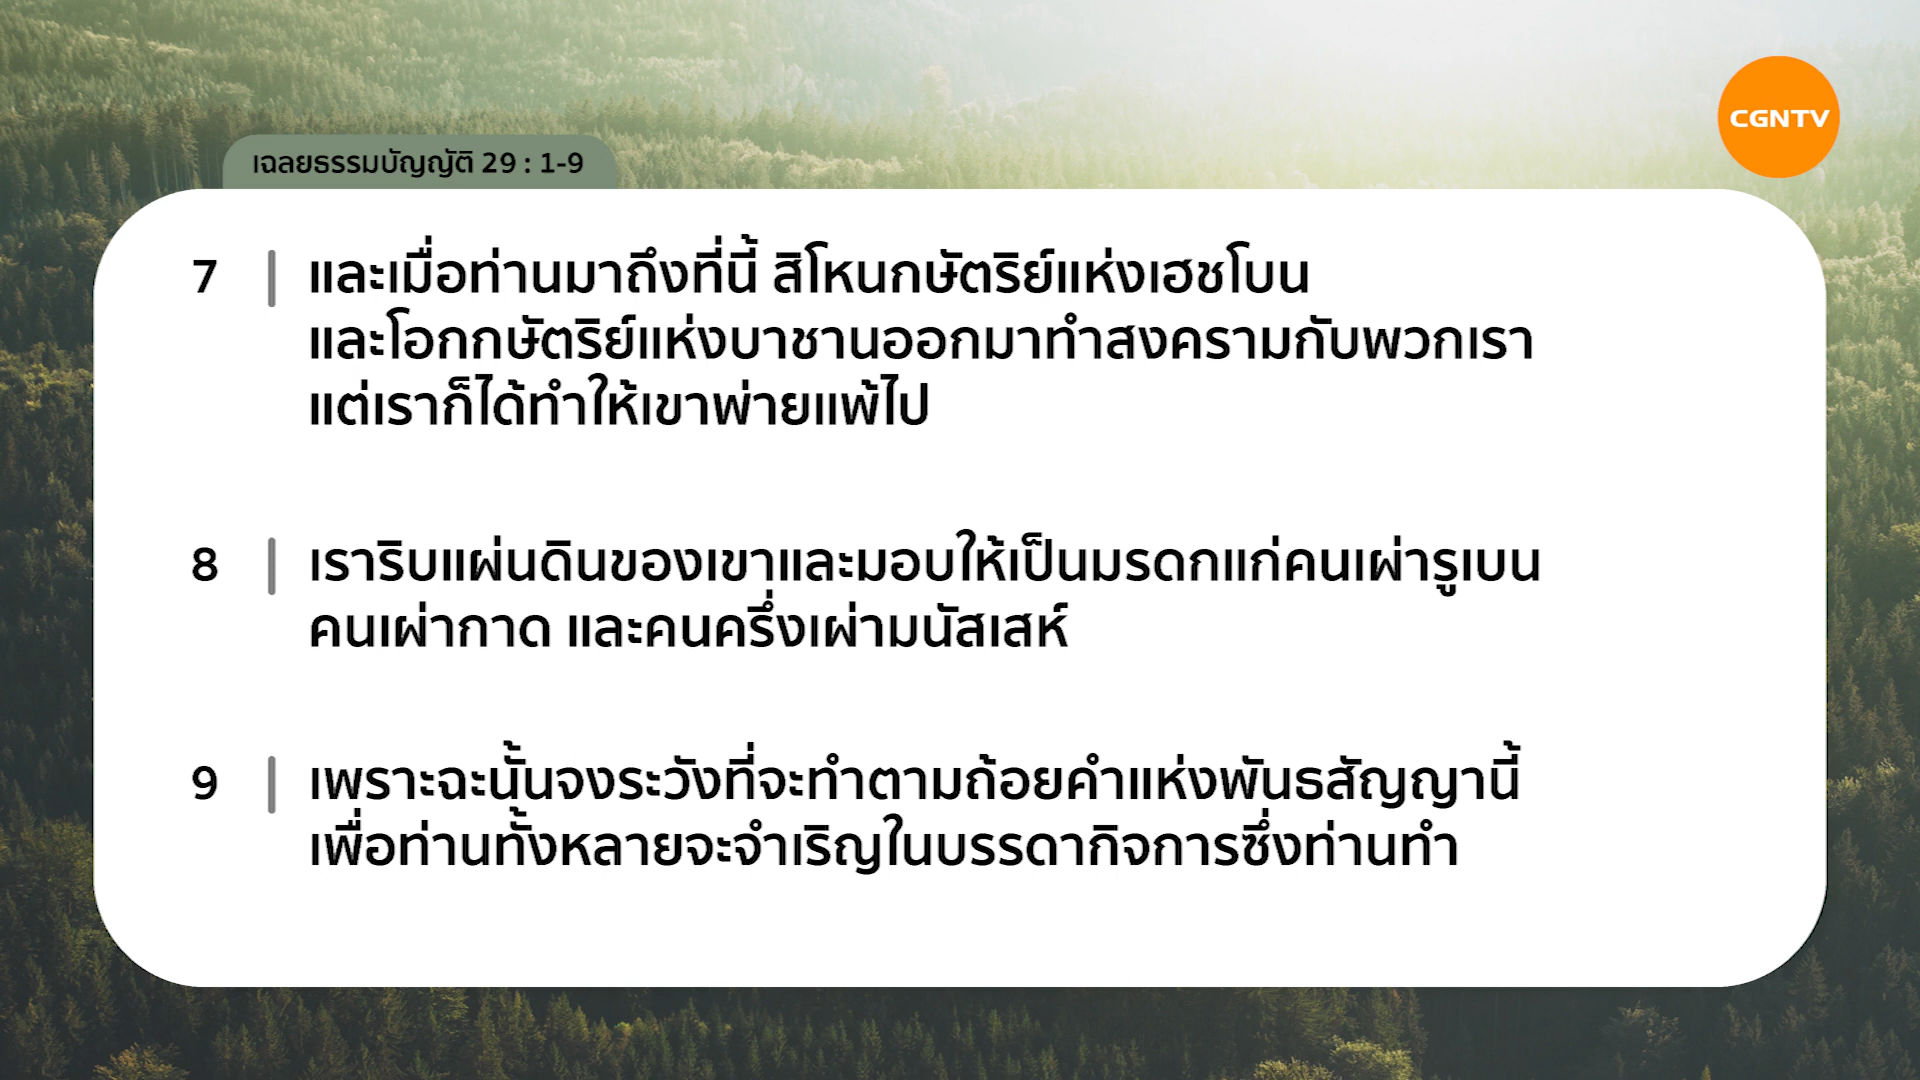 CGNTV
เฉลยธรรมบัญญัติ 29 : 1-9
7 และเมื่อท่านมาถึงที่นี้ สิโหนกษัตริย์แห่งเฮชโบน
และโอกกษัตริย์แห่งบาชานออกมาทำสงครามกับพวกเรา
แต่เราก็ได้ทำให้เขาพ่ายแพ้ไป
8 เราริบแผ่นดินของเขาและมอบให้เป็นมรดกแก่คนเผ่ารูเบน
คนเผ่ากาด และคนครึ่งเผ่ามนัสเสห์
9 เพราะฉะนั้นจงระวังที่จะทำตามถ้อยคำแห่งพันธสัญญานี้
เพื่อท่านทั้งหลายจะจำเริญในบรรดากิจการซึ่งท่านทำ